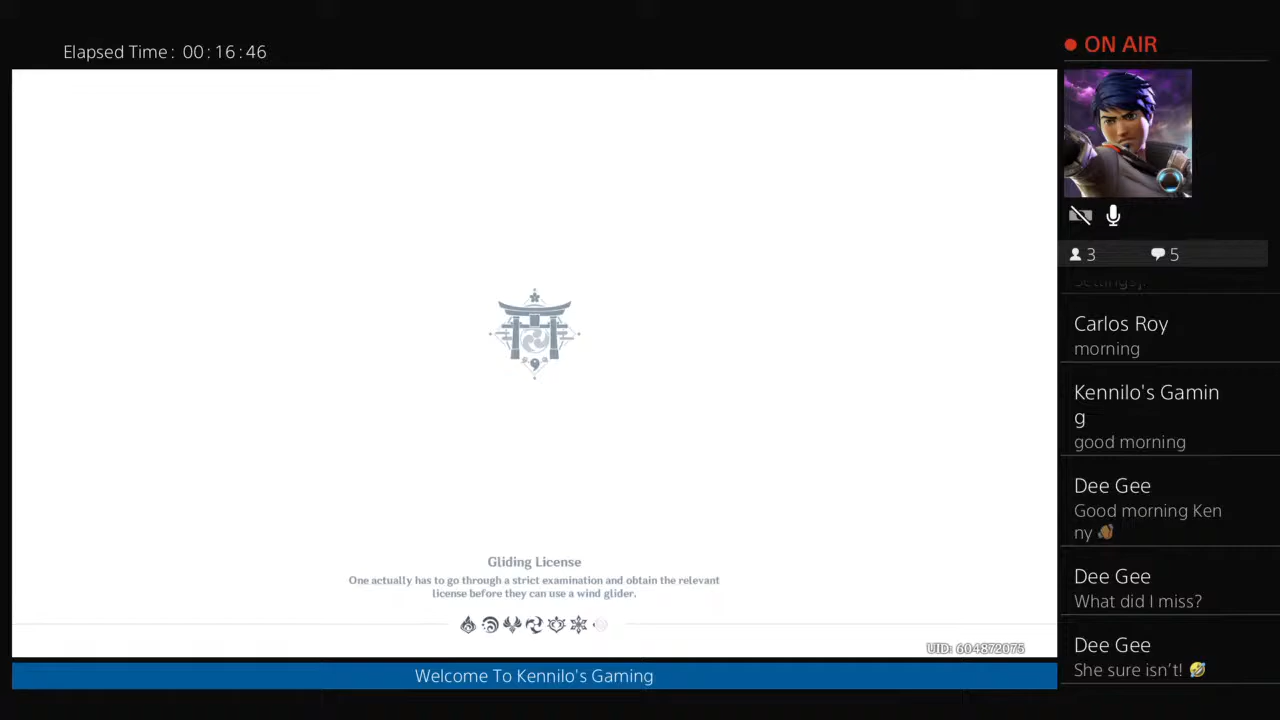 Elapsed Time: 00:16:46
ON AIR
3
5
Settings].
Carlos Roy
morning
Kennilo's Gamin
g
good morning
Dee Gee
Good morning Ken
ny
Dee Gee
What did I miss?
Dee Gee
She sure isn't!
Gliding License
One actually has to go through a strict examination and obtain the relevant
license before they can use a wind glider.
UID: 604872075
Welcome To Kennilo's Gaming